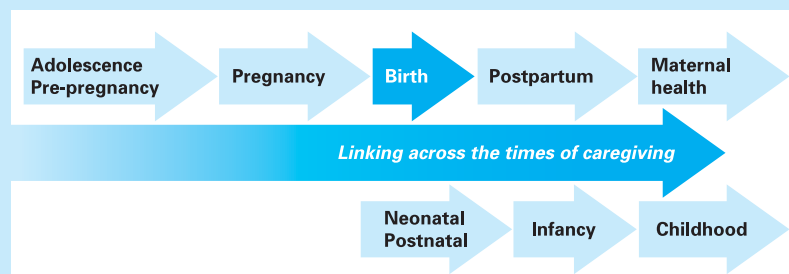 Adolescence
Pre-pregnancy
Pregnancy
Birth
Postpartum
Maternal
health
Linking across the times of caregiving
Neonatal
Postnatal
Infancy
Childhood